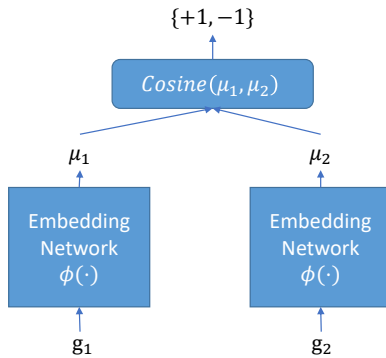 {+1, −1}
Cosine(μ₁, μ₂)
μ₁
μ₂
Embedding
Network
ϕ(·)
Embedding
Network
ϕ(·)
g₁
g₂